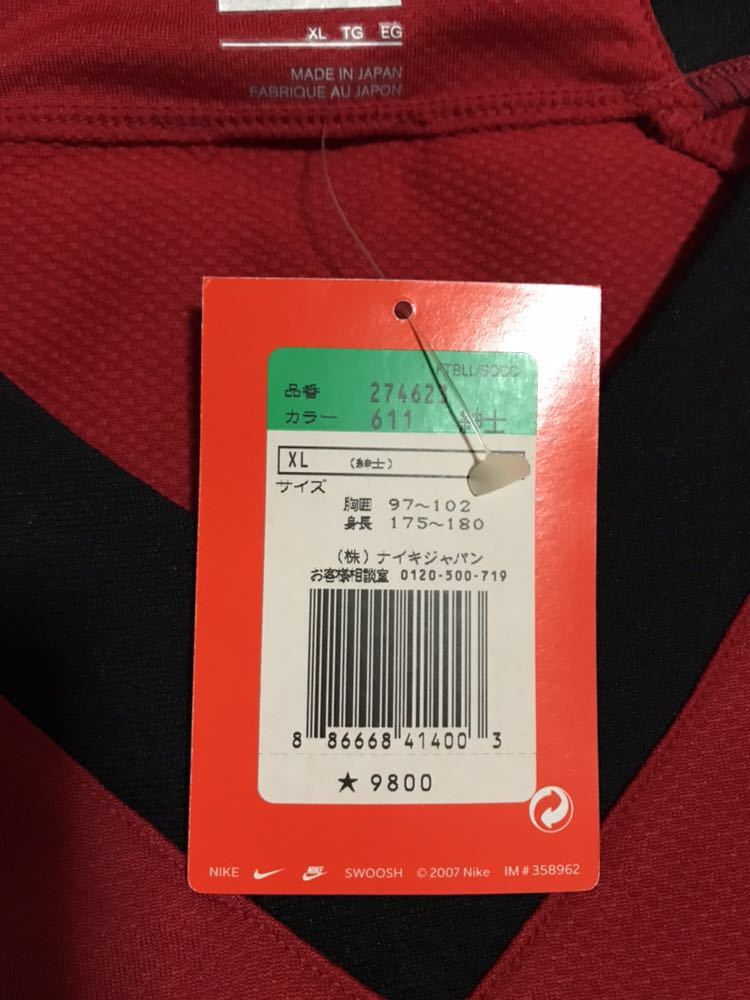 XL TG EG
MADE IN JAPAN
FABRIQUE AU JAPON
FTBLL/SOCC
品番 274623
カラー 611 紳士
XL (紳士)
サイズ
胸囲 97～102
身長 175～180
(株)ナイキジャパン
お客様相談室 0120-500-719
8 86668 41400 3
★ 9800
NIKE SWOOSH © 2007 Nike IM # 358962